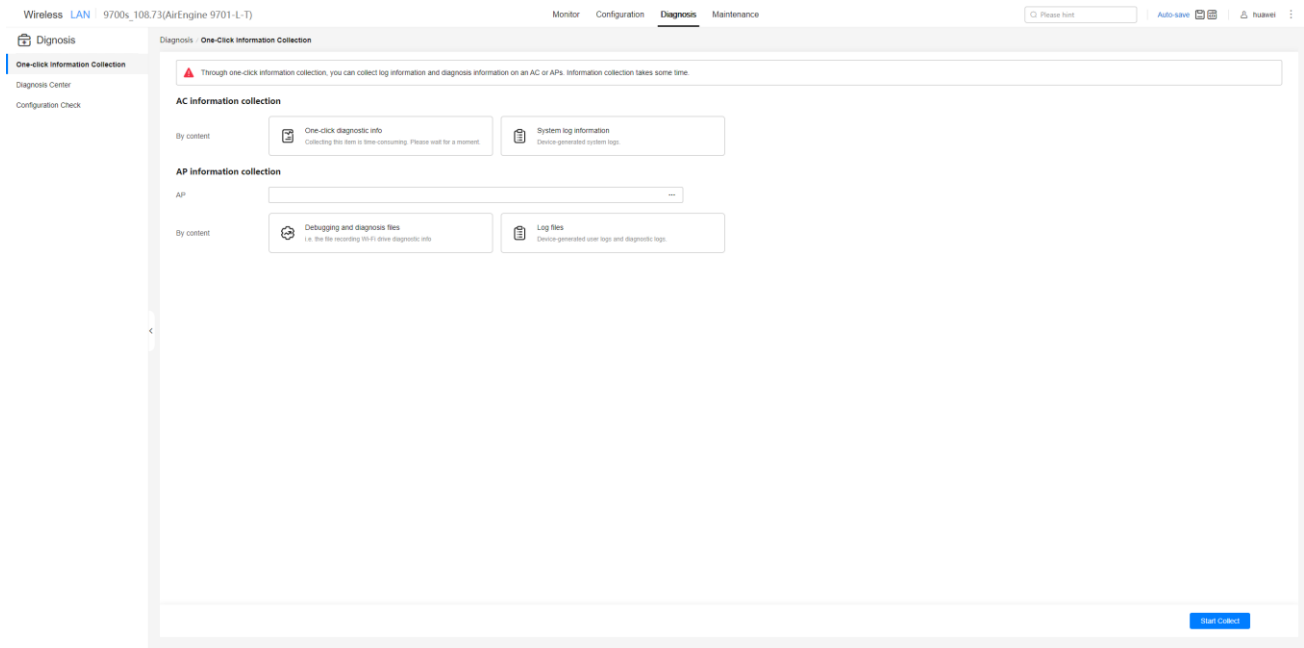 Wireless LAN 9700s_108.73(AirEngine 9701-L-T) Monitor Configuration Diagnosis Maintenance Please hint Auto-save huawei
Dignosis
One-click Information Collection
Diagnosis Center
Configuration Check
Diagnosis / One-Click Information Collection
Through one-click information collection, you can collect log information and diagnosis information on an AC or APs. Information collection takes some time.
AC information collection
By content
One-click diagnostic info
Collecting this item is time-consuming. Please wait for a moment.
System log information
Device-generated system logs.
AP information collection
AP
By content
Debugging and diagnosis files
i.e. the file recording Wi-Fi drive diagnostic info
Log files
Device-generated user logs and diagnostic logs.
Start Collect